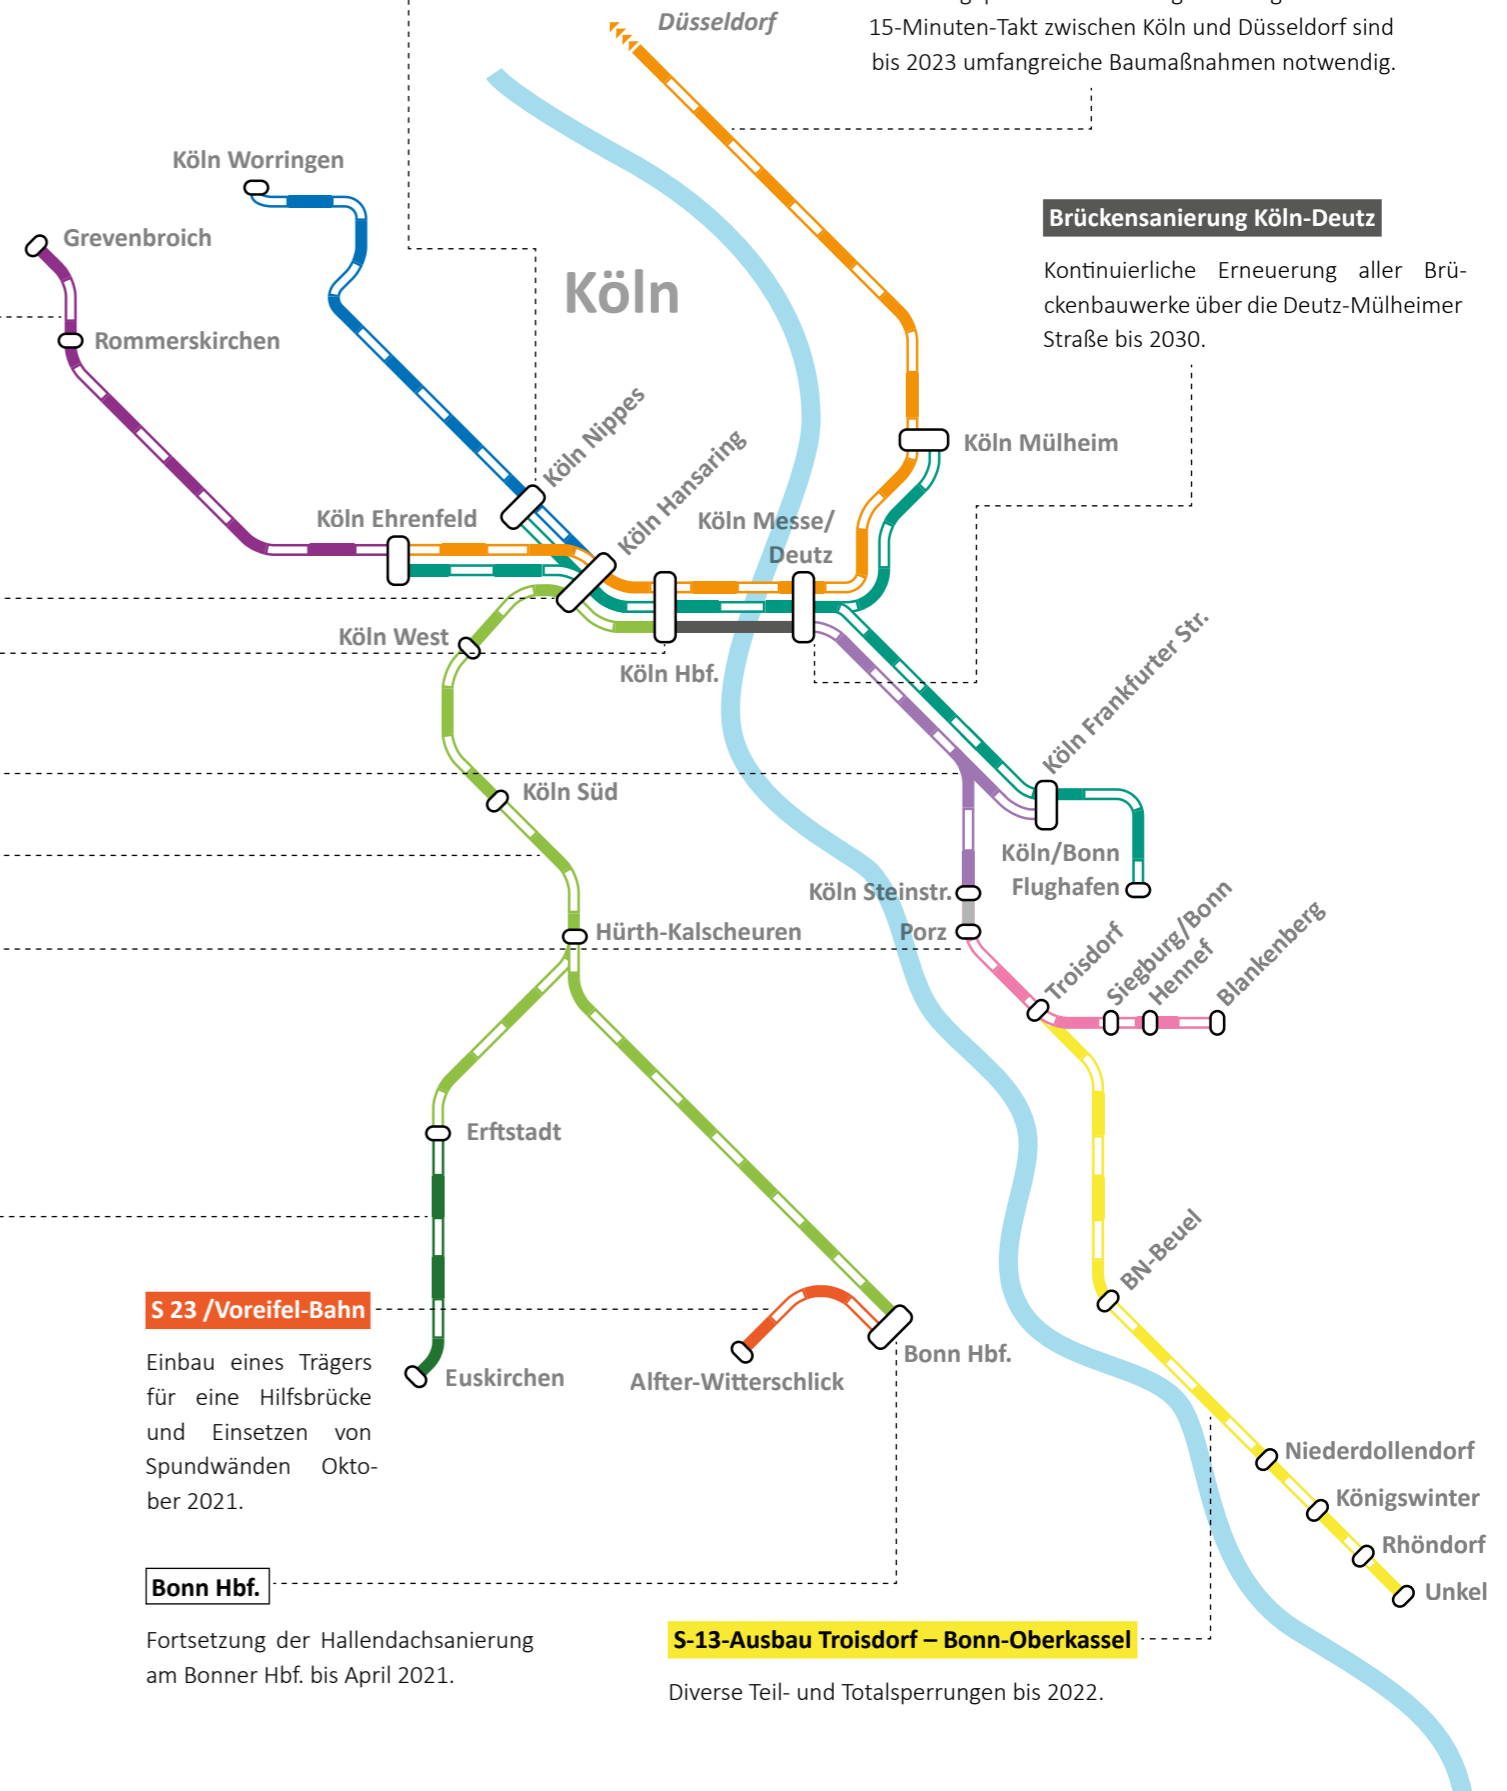 Düsseldorf
15-Minuten-Takt zwischen Köln und Düsseldorf sind
bis 2023 umfangreiche Baumaßnahmen notwendig.
Köln Worringen
Grevenbroich
Brückensanierung Köln-Deutz
Kontinuierliche Erneuerung aller Brü-
ckenbauwerke über die Deutz-Mülheimer
Straße bis 2030.
Köln
Rommerskirchen
Köln Nippes
Köln Hansaring
Köln Mülheim
Köln Ehrenfeld
Köln Messe/
Deutz
Köln West
Köln Hbf.
Köln Frankfurter Str.
Köln Süd
Köln/Bonn
Flughafen
Köln Steinstr.
Hürth-Kalscheuren
Porz
Troisdorf
Siegburg/Bonn
Hennef
Blankenberg
Erftstadt
BN-Beuel
S 23 /Voreifel-Bahn
Einbau eines Trägers
für eine Hilfsbrücke
und Einsetzen von
Spundwänden Okto-
ber 2021.
Euskirchen
Alfter-Witterschlick
Bonn Hbf.
Niederdollendorf
Königswinter
Rhöndorf
Unkel
Bonn Hbf.
Fortsetzung der Hallendachsanierung
am Bonner Hbf. bis April 2021.
S-13-Ausbau Troisdorf – Bonn-Oberkassel
Diverse Teil- und Totalsperrungen bis 2022.